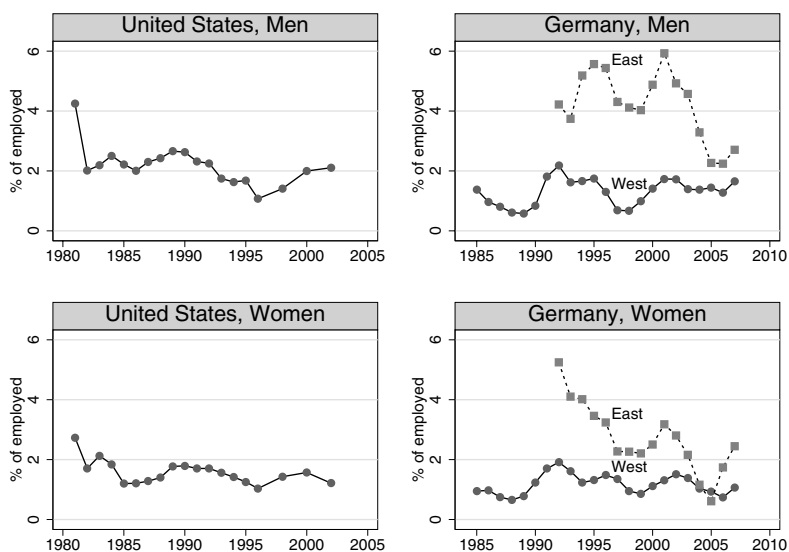 United States, Men
% of employed
6
4
2
0
1980 1985 1990 1995 2000 2005
Germany, Men
% of employed
6
4
2
0
East
West
1985 1990 1995 2000 2005 2010
United States, Women
% of employed
6
4
2
0
1980 1985 1990 1995 2000 2005
Germany, Women
% of employed
6
4
2
0
East
West
1985 1990 1995 2000 2005 2010